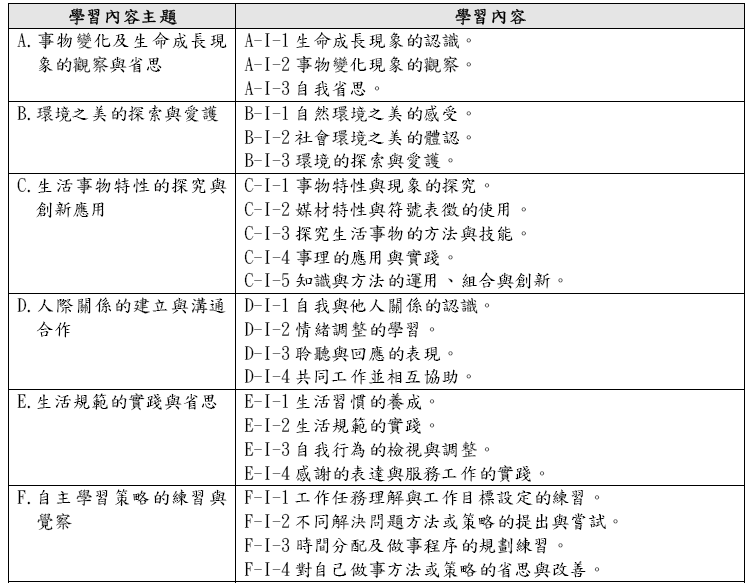 學習內容主題
學習內容
A.事物變化及生命成長現
象的觀察與省思
A-I-1 生命成長現象的認識。
A-I-2 事物變化現象的觀察。
A-I-3 自我省思。
B.環境之美的探索與愛護
B-I-1 自然環境之美的感受。
B-I-2 社會環境之美的體認。
B-I-3 環境的探索與愛護。
C.生活事物特性的探究與
創新應用
C-I-1 事物特性與現象的探究。
C-I-2 媒材特性與符號表徵的使用。
C-I-3 探究生活事物的方法與技能。
C-I-4 事理的應用與實踐。
C-I-5 知識與方法的運用、組合與創新。
D.人際關係的建立與溝通
合作
D-I-1 自我與他人關係的認識。
D-I-2 情緒調整的學習。
D-I-3 聆聽與回應的表現。
D-I-4 共同工作並相互協助。
E.生活規範的實踐與省思
E-I-1 生活習慣的養成。
E-I-2 生活規範的實踐。
E-I-3 自我行為的檢視與調整。
E-I-4 感謝的表達與服務工作的實踐。
F.自主學習策略的練習與
覺察
F-I-1 工作任務理解與工作目標設定的練習。
F-I-2 不同解決問題方法或策略的提出與嘗試。
F-I-3 時間分配及做事程序的規劃練習。
F-I-4 對自己做事方法或策略的省思與改善。